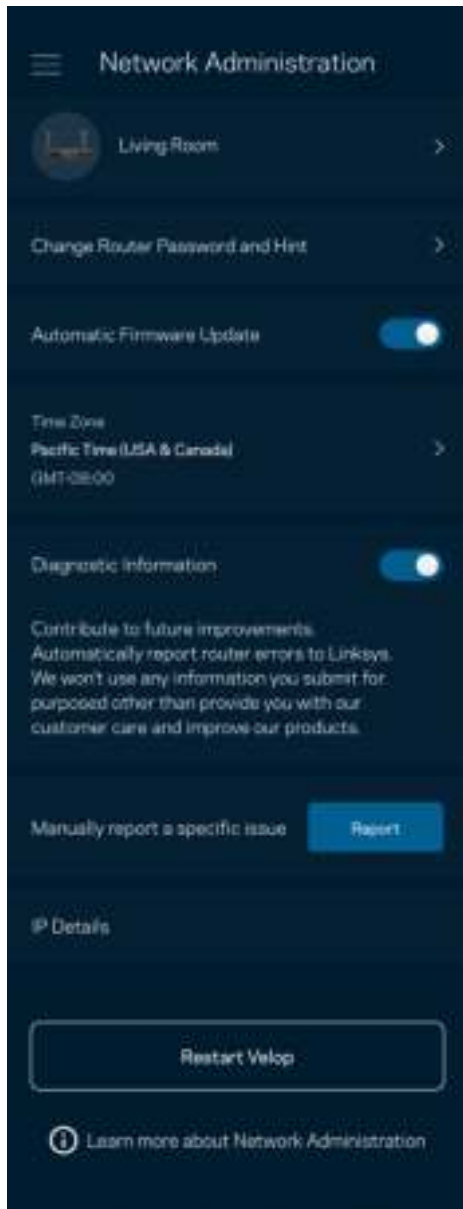 Network Administration
Living Room
Change Router Password and Hint
Automatic Firmware Update
Time Zone
Pacific Time (USA & Canada)
GMT-08:00
Diagnostic Information
Contribute to future improvements.
Automatically report router errors to Linksys.
We won't use any information you submit for
purposed other than provide you with our
customer care and improve our products.
Manually report a specific issue
Report
IP Details
Restart Velop
Learn more about Network Administration